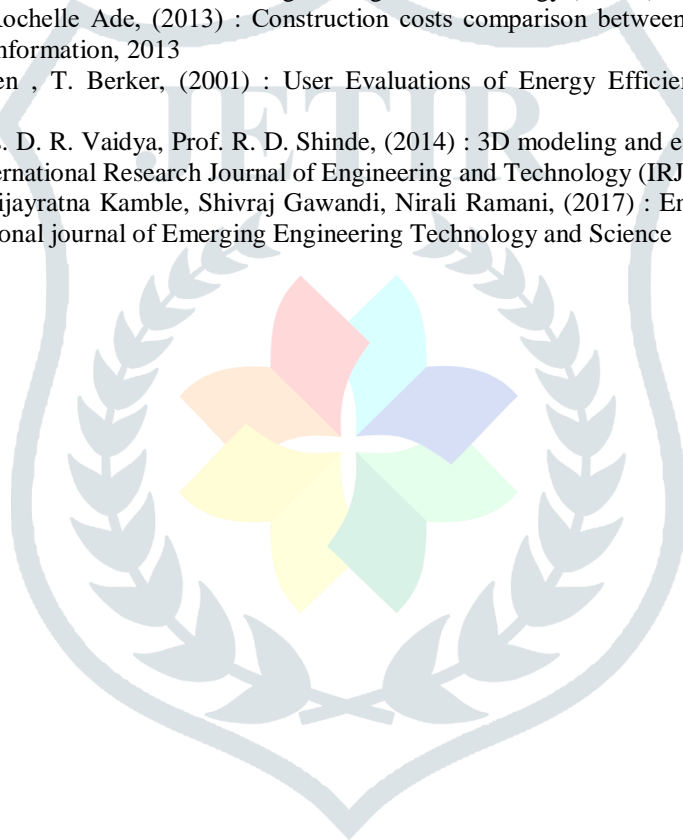 ochelle Ade, (2013) : Construction costs comparison between
nformation, 2013
en , T. Berker, (2001) : User Evaluations of Energy Efficien
JETIR
. D. R. Vaidya, Prof. R. D. Shinde, (2014) : 3D modeling and e
ernational Research Journal of Engineering and Technology (IRJ
ijayratna Kamble, Shivraj Gawandi, Nirali Ramani, (2017) : En
onal journal of Emerging Engineering Technology and Science